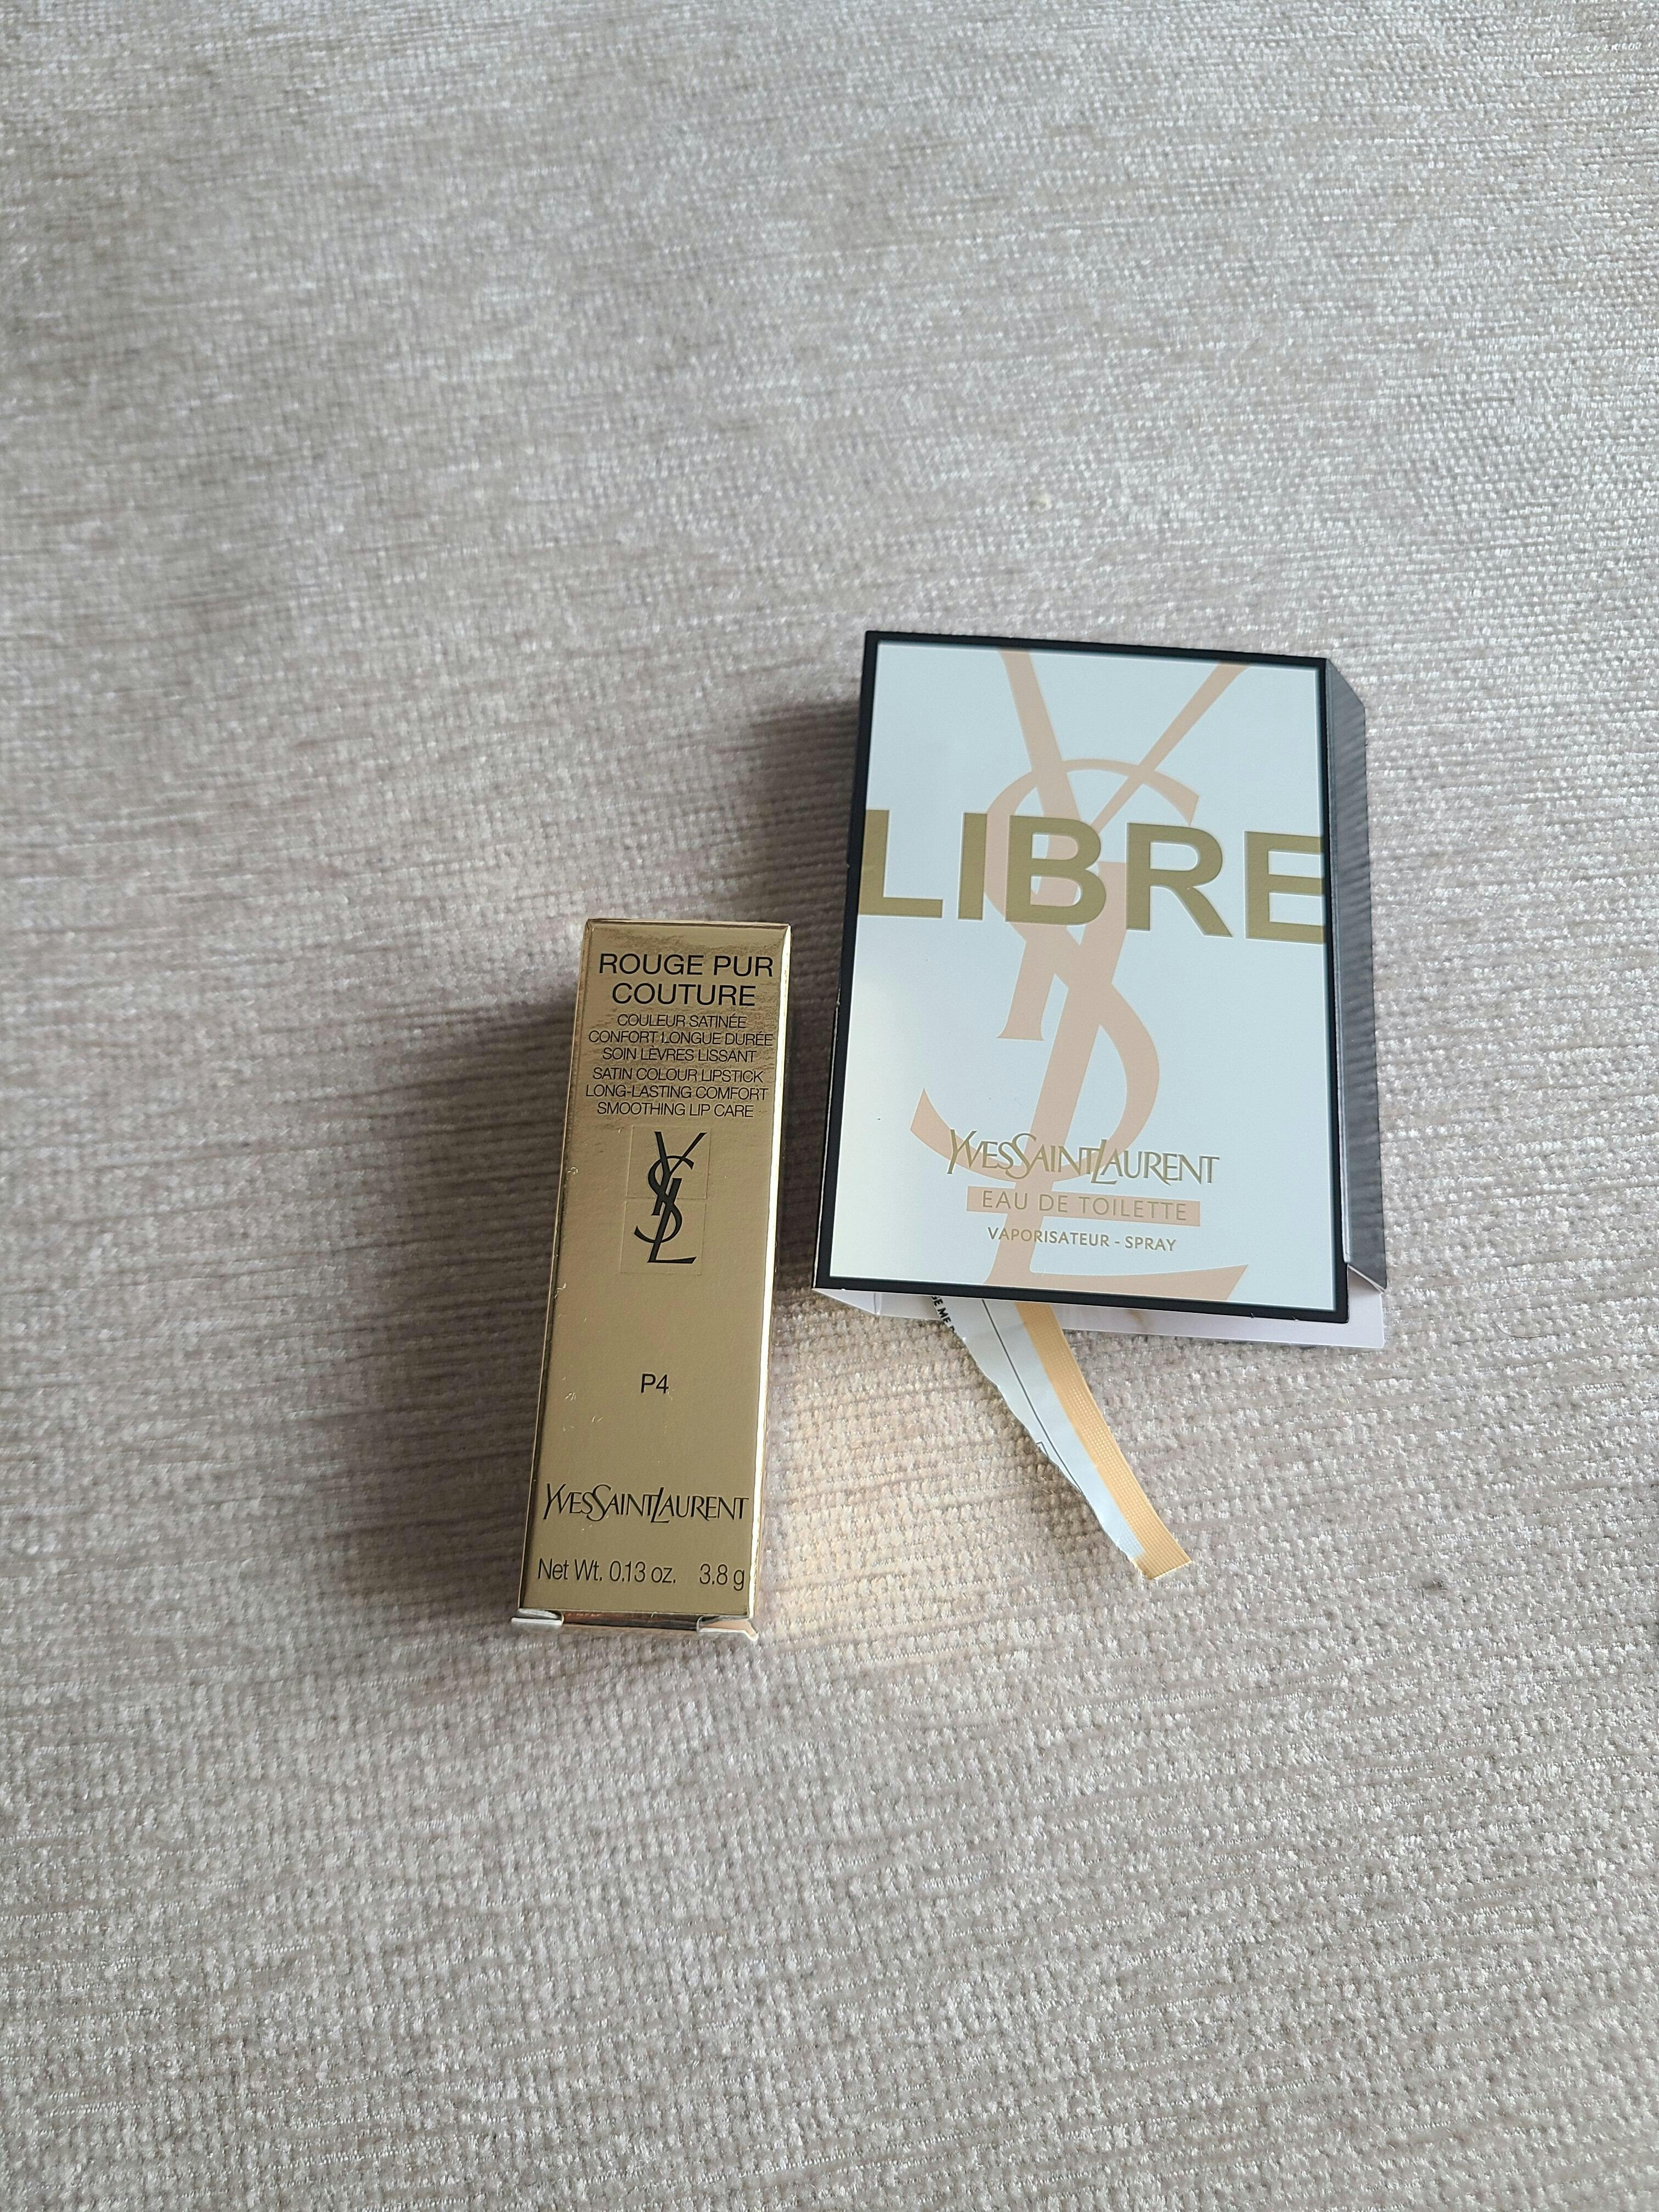 ROUGE PUR
COUTURE
COULEUR SATINÉE
CONFORT LONGUE DURÉE
SOIN LÈVRES LISSANT
SATIN COLOUR LIPSTICK
LONG-LASTING COMFORT
SMOOTHING LIP CARE
YSL
P4
YVESSAINTLAURENT
Net Wt. 0.13 oz. 3.8 g
YSL
LIBRE
YVESSAINTLAURENT
EAU DE TOILETTE
VAPORISATEUR - SPRAY